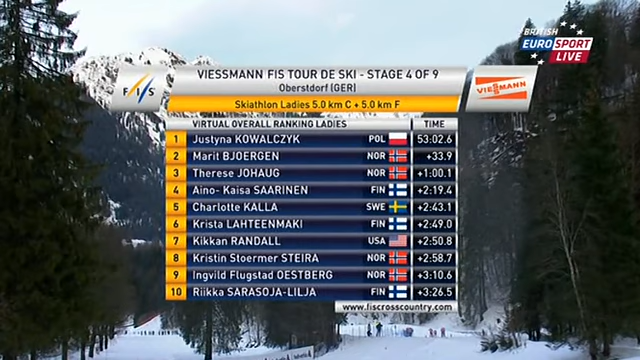 BRITISH
EUROSPORT
LIVE
FIS
VIESSMANN FIS TOUR DE SKI - STAGE 4 OF 9
Oberstdorf (GER)
VIESSMANN
Skiathlon Ladies 5.0 km C + 5.0 km F
VIRTUAL OVERALL RANKING LADIES TIME
1 Justyna KOWALCZYK POL 53:02.6
2 Marit BJOERGEN NOR +33.9
3 Therese JOHAUG NOR +1:00.1
4 Aino- Kaisa SAARINEN FIN +2:19.4
5 Charlotte KALLA SWE +2:43.1
6 Krista LAHTEENMAKI FIN +2:49.0
7 Kikkan RANDALL USA +2:50.8
8 Kristin Stoermer STEIRA NOR +2:58.7
9 Ingvild Flugstad OESTBERG NOR +3:10.6
10 Riikka SARASOJA-LILJA FIN +3:26.5
www.fiscrosscountry.com